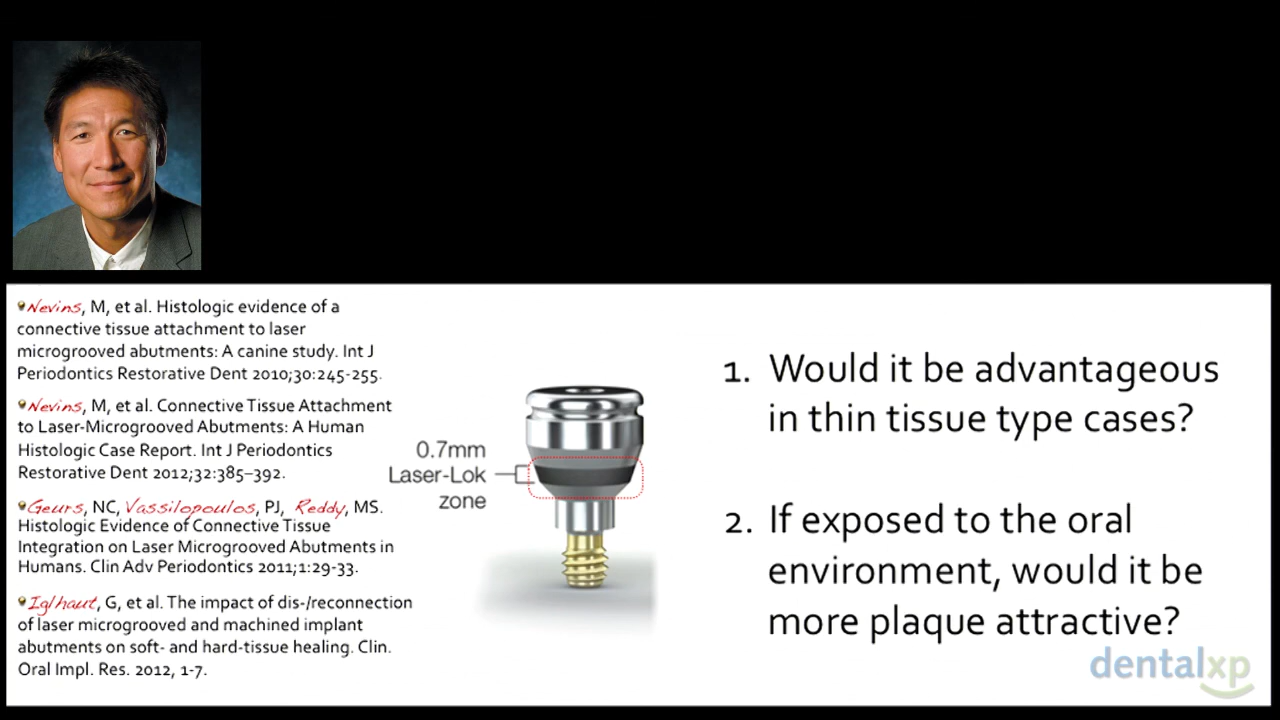 Nevins, M, et al. Histologic evidence of a
connective tissue attachment to laser
microgrooved abutments: A canine study. Int J
Periodontics Restorative Dent 2010;30:245-255.
Nevins, M, et al. Connective Tissue Attachment
to Laser-Microgrooved Abutments: A Human
Histologic Case Report. Int J Periodontics
Restorative Dent 2012;32:385–392.
Geurs, NC, Vassilopoulos, PJ, Reddy, MS.
Histologic Evidence of Connective Tissue
Integration on Laser Microgrooved Abutments in
Humans. Clin Adv Periodontics 2011;1:29-33.
Iglhaut, G, et al. The impact of dis-/reconnection
of laser microgrooved and machined implant
abutments on soft- and hard-tissue healing. Clin.
Oral Impl. Res. 2012, 1-7.
0.7mm
Laser-Lok
zone
1. Would it be advantageous
in thin tissue type cases?
2. If exposed to the oral
environment, would it be
more plaque attractive?
dentalxp